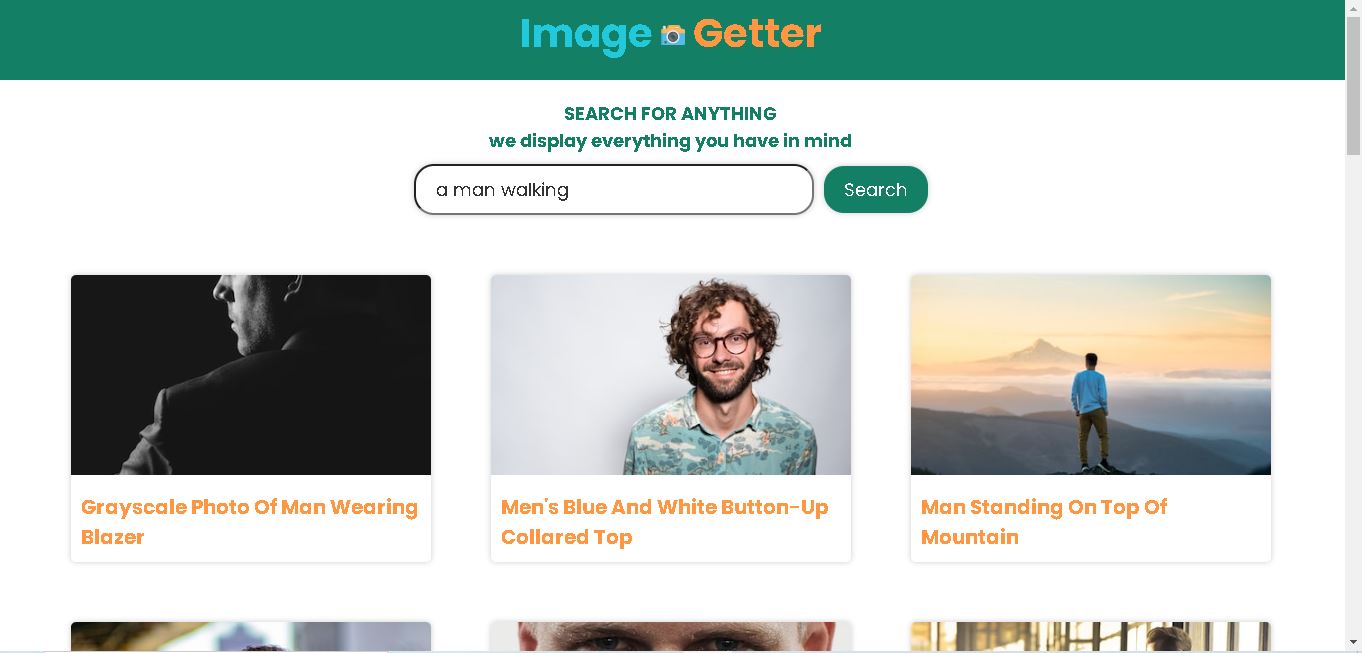 Image Getter
SEARCH FOR ANYTHING
we display everything you have in mind
a man walking
Search
Grayscale Photo Of Man Wearing
Blazer
Men's Blue And White Button-Up
Collared Top
Man Standing On Top Of
Mountain